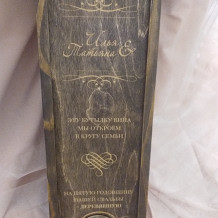 Илья
Татьяна &
ЭТУ БУТЫЛКУ ВИНА
МЫ ОТКРОЕМ
В КРУГУ СЕМЬИ
НА ПЯТУЮ ГОДОВЩИНУ
НАШЕЙ СВАДЬБЫ
- ДЕРЕВЯННУЮ